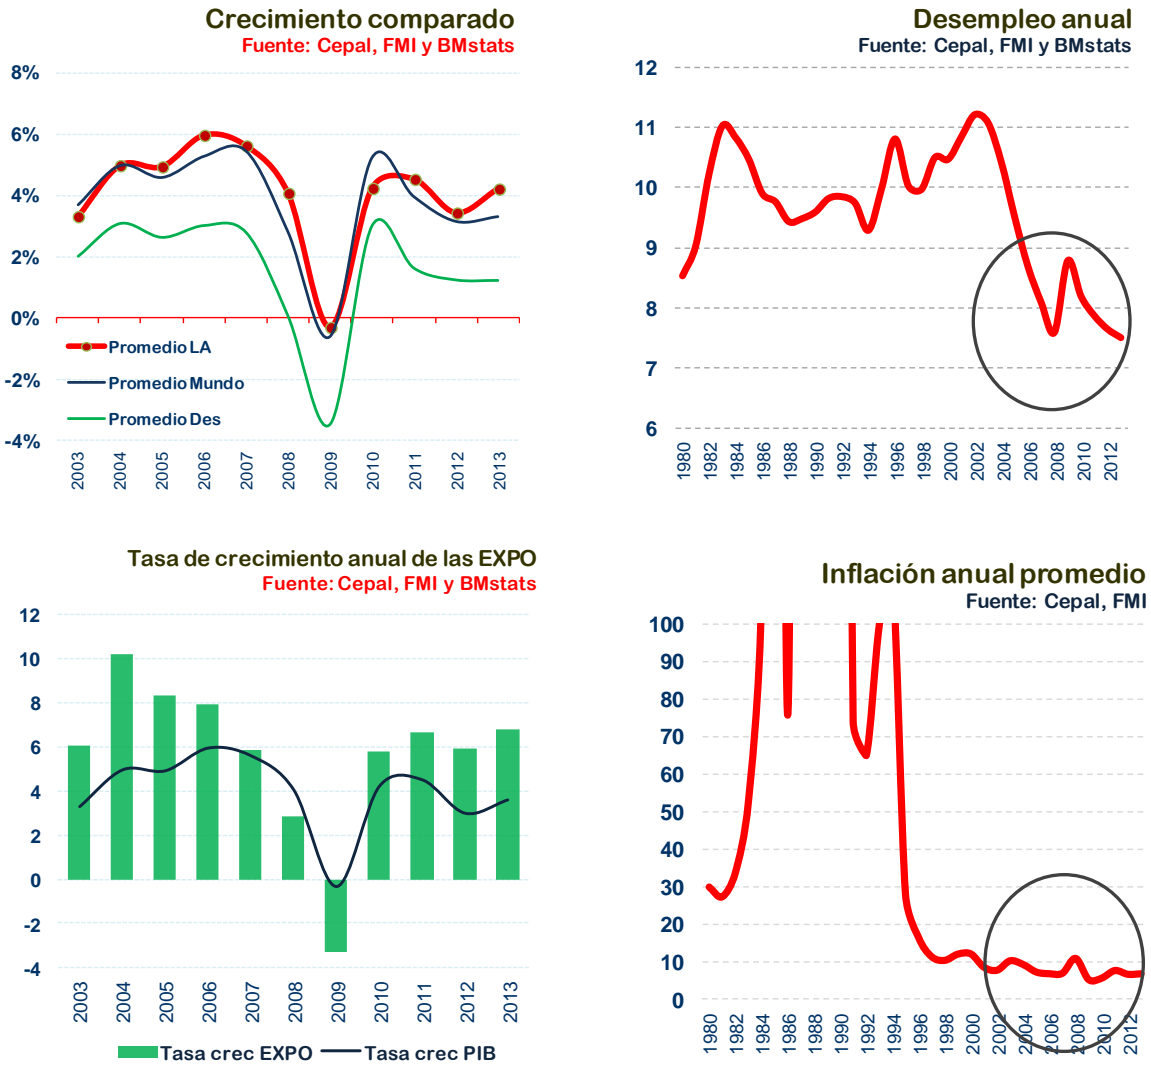 Crecimiento comparado
Fuente: Cepal, FMI y BMstats
8%
6%
4%
2%
0%
-2%
-4%
Promedio LA
Promedio Mundo
Promedio Des
2003 2004 2005 2006 2007 2008 2009 2010 2011 2012 2013
Desempleo anual
Fuente: Cepal, FMI y BMstats
12
11
10
9
8
7
6
1980 1982 1984 1986 1988 1990 1992 1994 1996 1998 2000 2002 2004 2006 2008 2010 2012
Tasa de crecimiento anual de las EXPO
Fuente: Cepal, FMI y BMstats
12
10
8
6
4
2
0
-2
-4
2003 2004 2005 2006 2007 2008 2009 2010 2011 2012 2013
Tasa crec EXPO Tasa crec PIB
Inflación anual promedio
Fuente: Cepal, FMI
100
90
80
70
60
50
40
30
20
10
0
1980 1982 1984 1986 1988 1990 1992 1994 1996 1998 2000 2002 2004 2006 2008 2010 2012